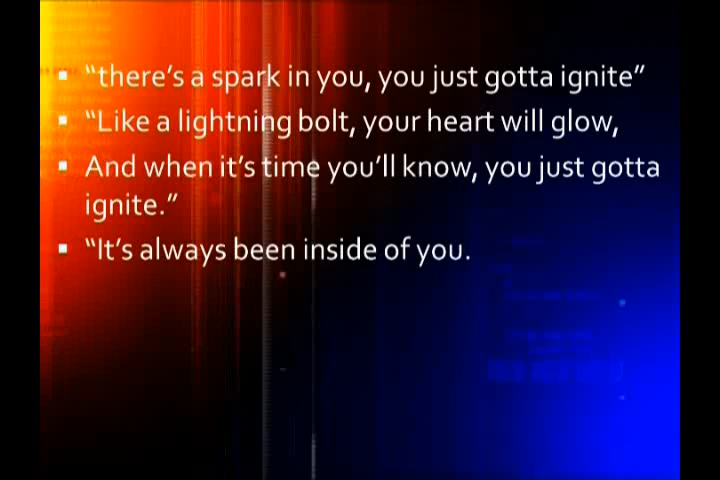 “there’s a spark in you, you just gotta ignite”
“Like a lightning bolt, your heart will glow,
And when it’s time you’ll know, you just gotta
ignite.”
“It’s always been inside of you.